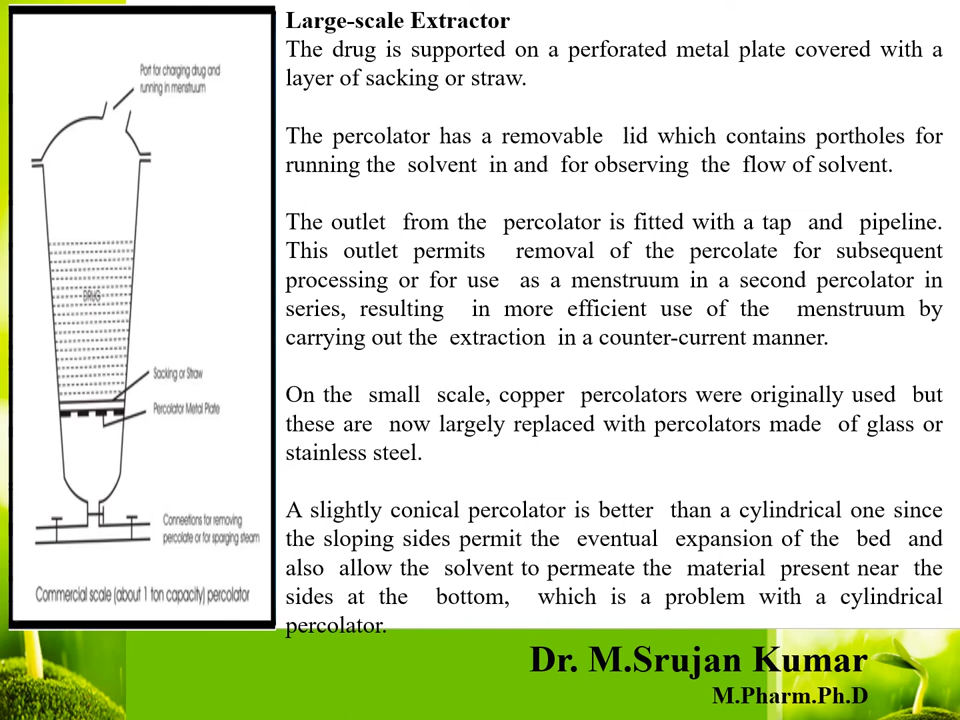 Port for charging drug and
running in menstruum
DRUG
Sacking or Straw
Percolator Metal Plate
Connetions for removing
percolate or for sparging steam
Commercial scale (about 1 ton capacity) percolator
Large-scale Extractor
The drug is supported on a perforated metal plate covered with a
layer of sacking or straw.
The percolator has a removable lid which contains portholes for
running the solvent in and for observing the flow of solvent.
The outlet from the percolator is fitted with a tap and pipeline.
This outlet permits removal of the percolate for subsequent
processing or for use as a menstruum in a second percolator in
series, resulting in more efficient use of the menstruum by
carrying out the extraction in a counter-current manner.
On the small scale, copper percolators were originally used but
these are now largely replaced with percolators made of glass or
stainless steel.
A slightly conical percolator is better than a cylindrical one since
the sloping sides permit the eventual expansion of the bed and
also allow the solvent to permeate the material present near the
sides at the bottom, which is a problem with a cylindrical
percolator.
Dr. M.Srujan Kumar
M.Pharm.Ph.D